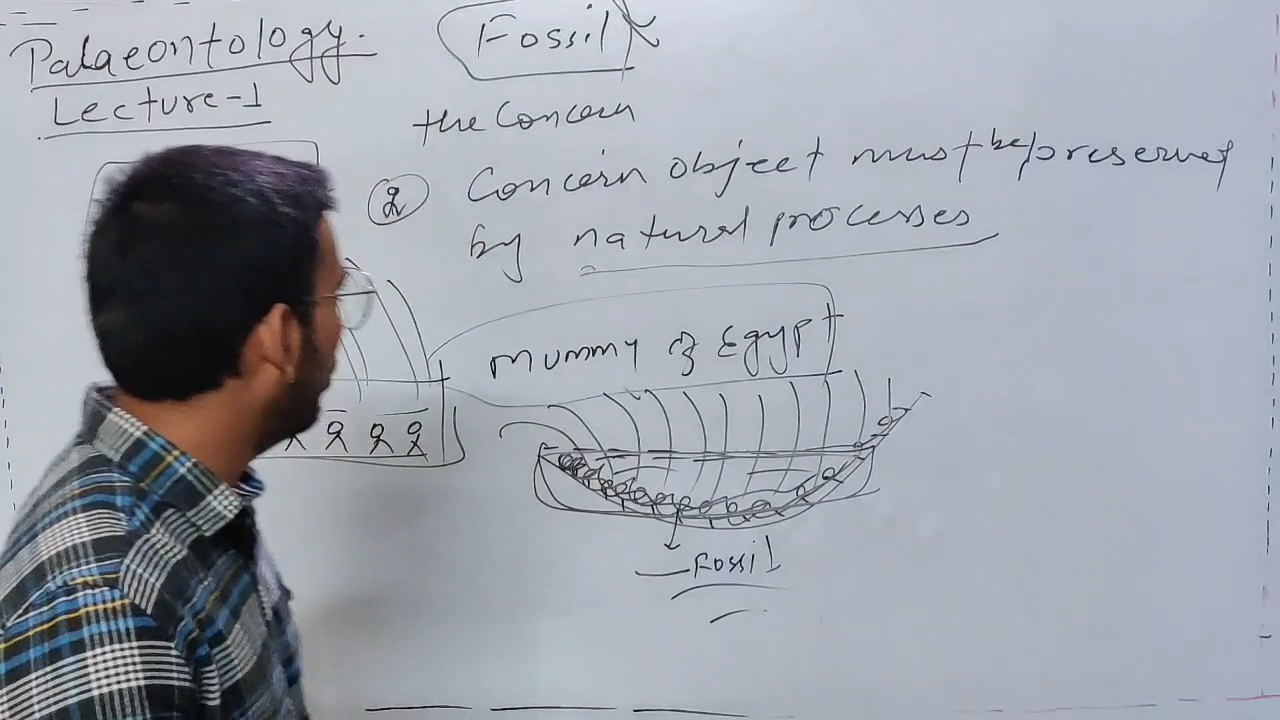 Palaeontology.
Lecture-1
Fossil
the Concern
② Concern object must be preserved
by natural processes
Mummy of Egypt
Fossil